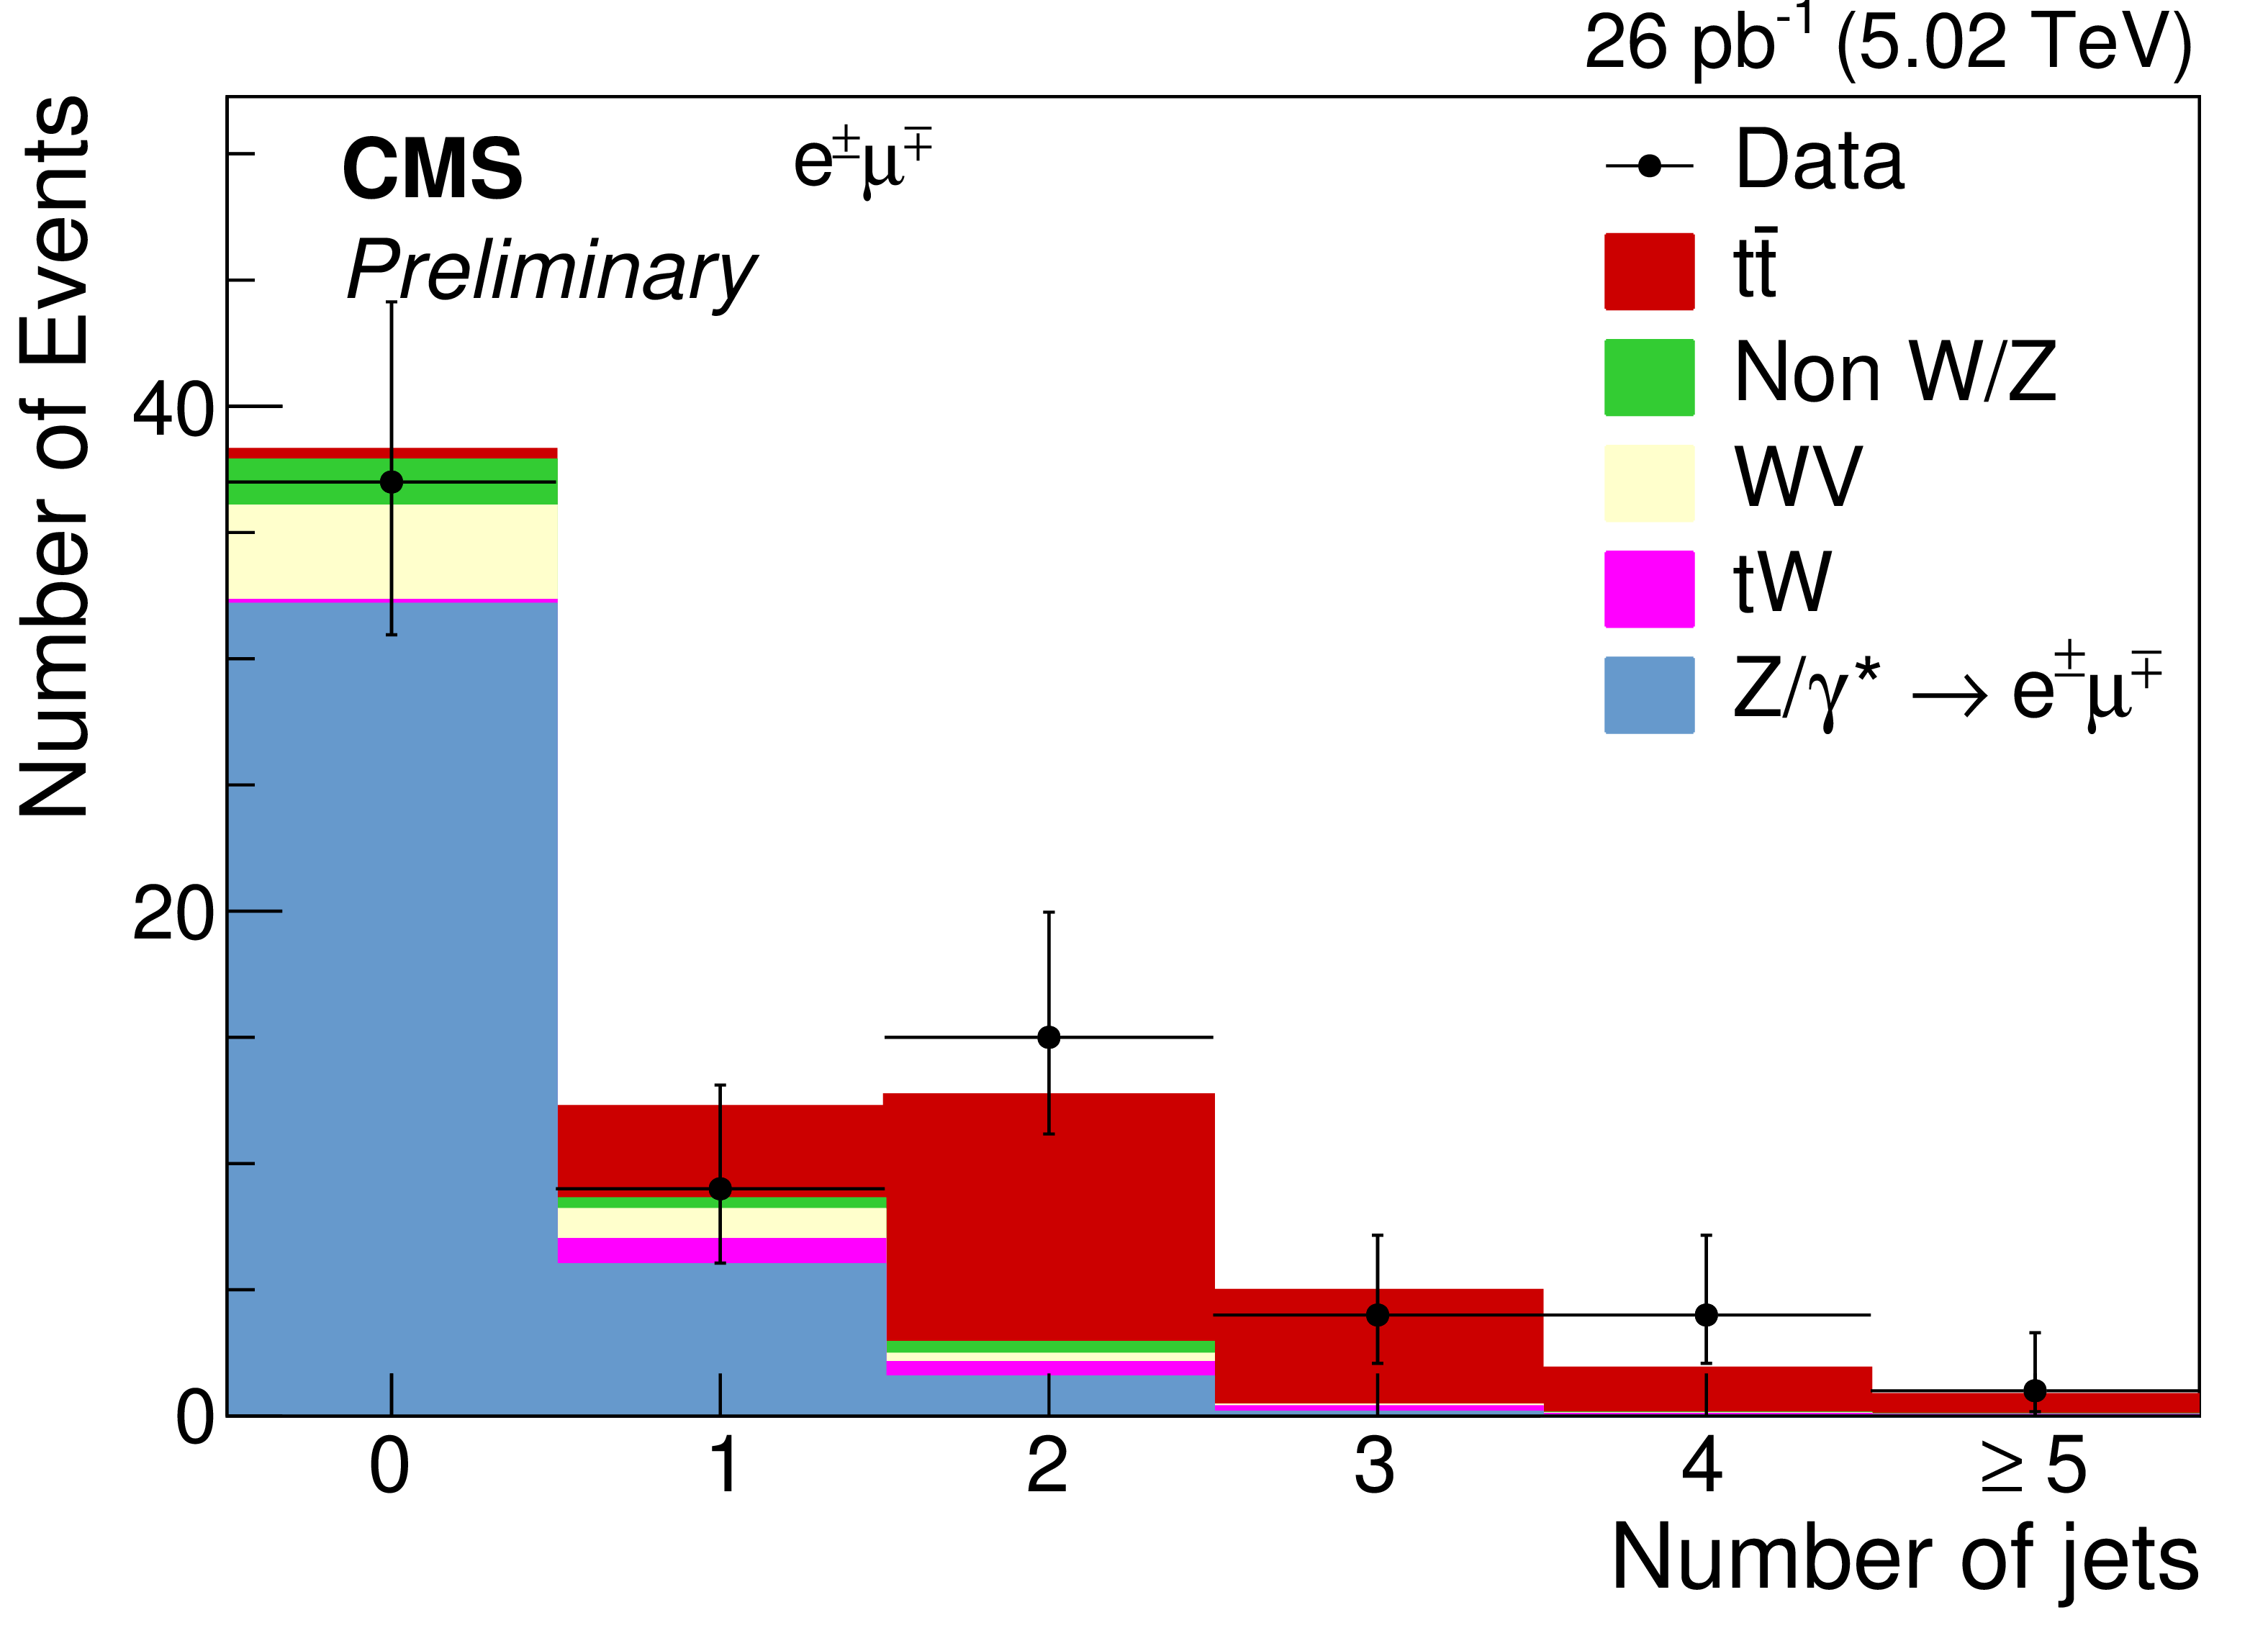 26 pb⁻¹ (5.02 TeV)
CMS
e±μ∓
Preliminary
Data
tt̄
Non W/Z
WV
tW
Z/γ* → e±μ∓
Number of Events
40
20
0
0 1 2 3 4 ≥ 5
Number of jets